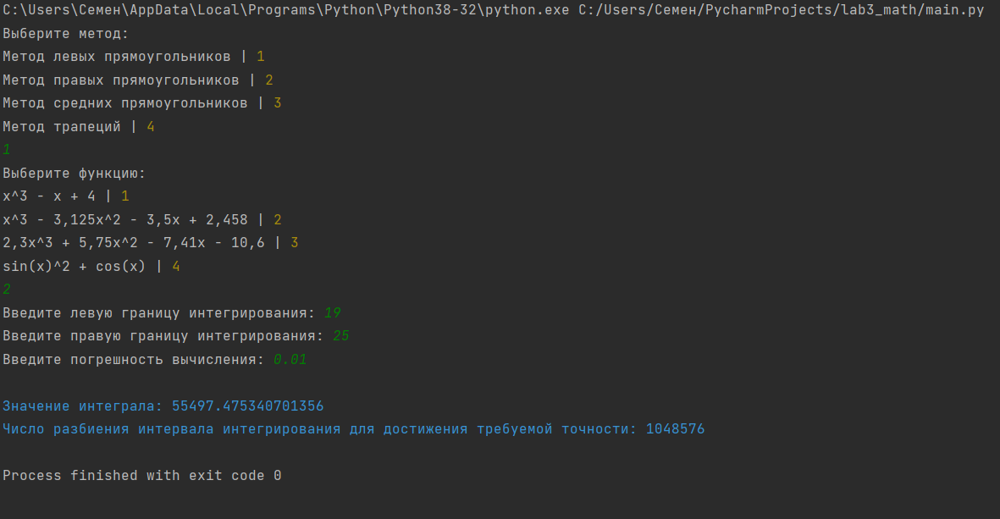 C:\Users\Семен\AppData\Local\Programs\Python\Python38-32\python.exe C:/Users/Семен/PycharmProjects/lab3_math/main.py
Выберите метод:
Метод левых прямоугольников | 1
Метод правых прямоугольников | 2
Метод средних прямоугольников | 3
Метод трапеций | 4
1
Выберите функцию:
x^3 - x + 4 | 1
x^3 - 3,125x^2 - 3,5x + 2,458 | 2
2,3x^3 + 5,75x^2 - 7,41x - 10,6 | 3
sin(x)^2 + cos(x) | 4
2
Введите левую границу интегрирования: 19
Введите правую границу интегрирования: 25
Введите погрешность вычисления: 0.01
Значение интеграла: 55497.475340701356
Число разбиения интервала интегрирования для достижения требуемой точности: 1048576
Process finished with exit code 0